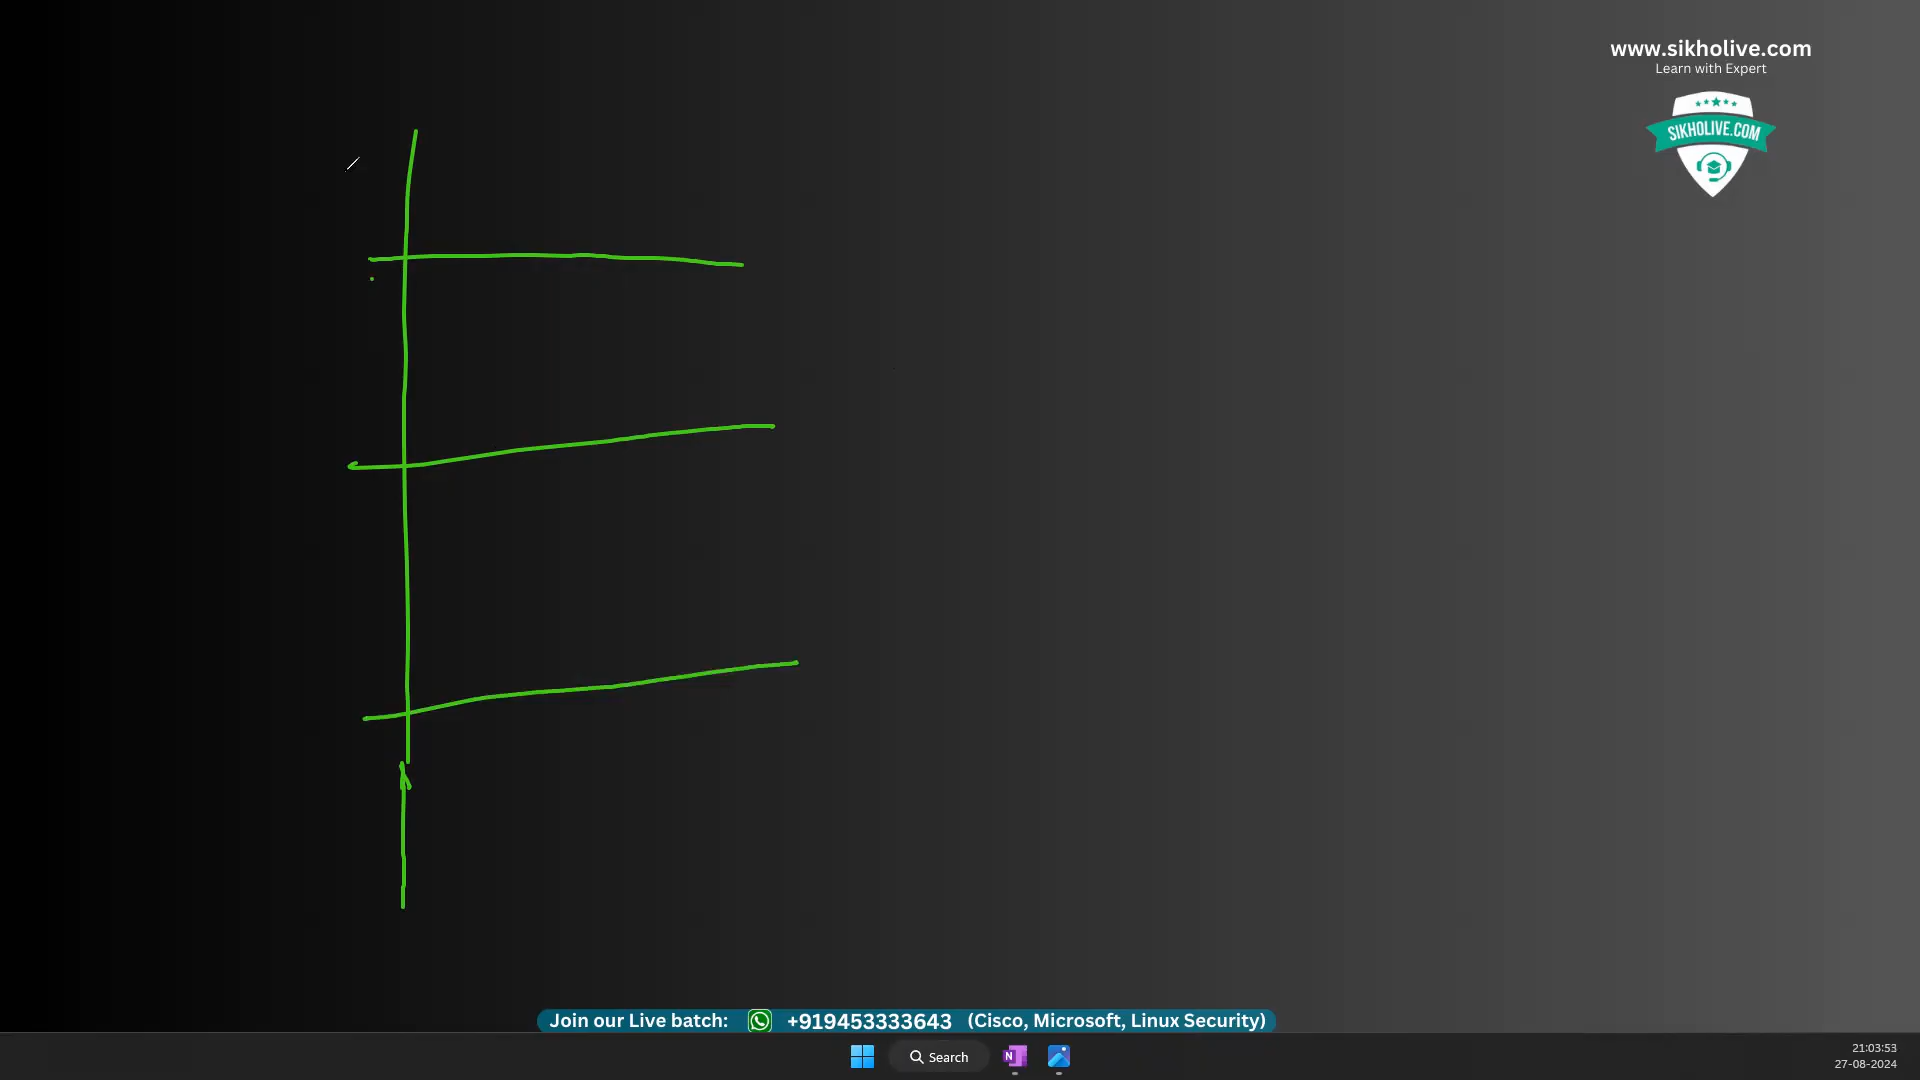 www.sikholive.com
Learn with Expert
SIKHOLIVE.COM
Join our Live batch: +919453333643 (Cisco, Microsoft, Linux Security)
Search
21:03:53
27-08-2024